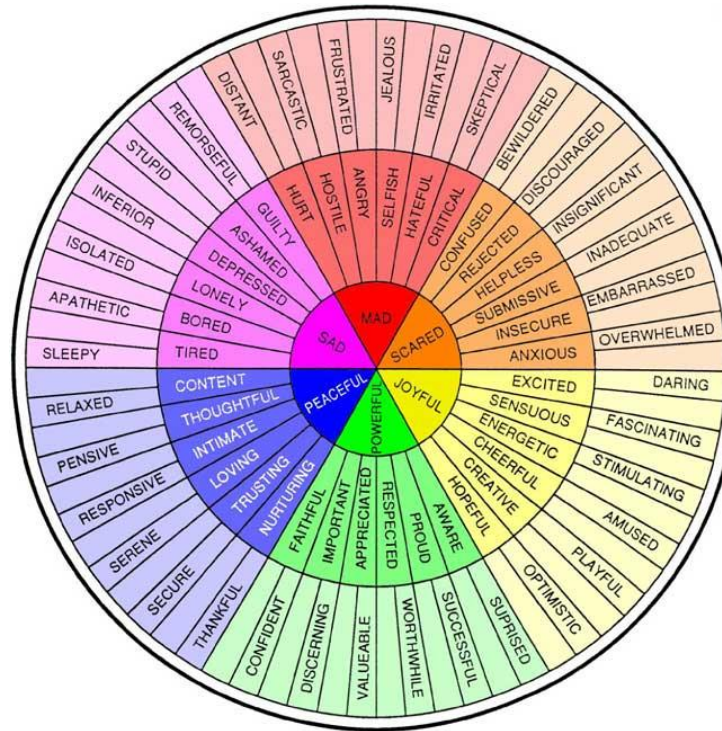 MAD
SCARED
JOYFUL
POWERFUL
PEACEFUL
SAD
HURT
HOSTILE
ANGRY
SELFISH
HATEFUL
CRITICAL
CONFUSED
REJECTED
HELPLESS
SUBMISSIVE
INSECURE
ANXIOUS
EXCITED
SENSUOUS
ENERGETIC
CHEERFUL
CREATIVE
HOPEFUL
AWARE
PROUD
RESPECTED
APPRECIATED
IMPORTANT
FAITHFUL
NURTURING
TRUSTING
LOVING
INTIMATE
THOUGHTFUL
CONTENT
TIRED
BORED
LONELY
DEPRESSED
ASHAMED
GUILTY
DISTANT
SARCASTIC
FRUSTRATED
JEALOUS
IRRITATED
SKEPTICAL
BEWILDERED
DISCOURAGED
INSIGNIFICANT
INADEQUATE
EMBARRASSED
OVERWHELMED
DARING
FASCINATING
STIMULATING
AMUSED
PLAYFUL
OPTIMISTIC
SUPRISED
SUCCESSFUL
WORTHWHILE
VALUEABLE
DISCERNING
CONFIDENT
THANKFUL
SECURE
SERENE
RESPONSIVE
PENSIVE
RELAXED
SLEEPY
APATHETIC
ISOLATED
INFERIOR
STUPID
REMORSEFUL